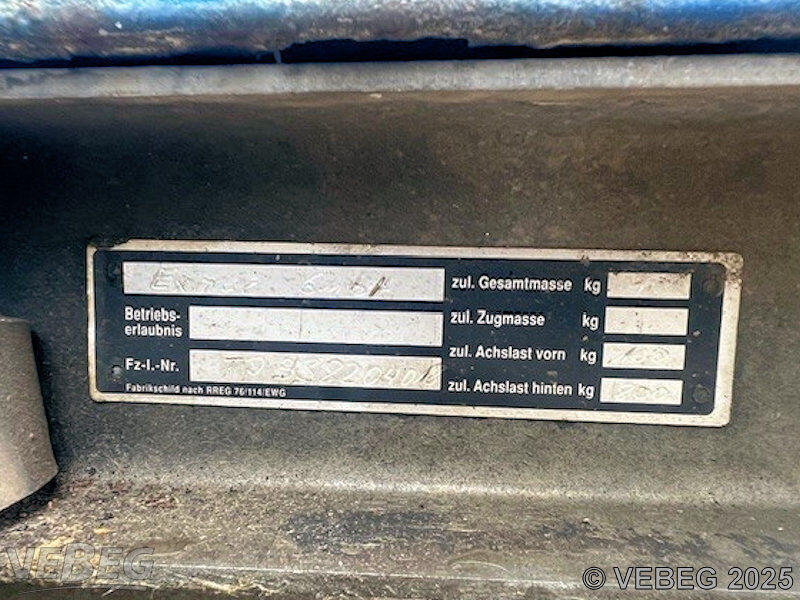 GmbH
zul. Gesamtmasse kg
Betriebs-
erlaubnis
zul. Zugmasse kg
zul. Achslast vorn kg
Fz-I.-Nr.
zul. Achslast hinten kg
Fabrikschild nach RREG 76/114/EWG
VEBEG
© VEBEG 2025